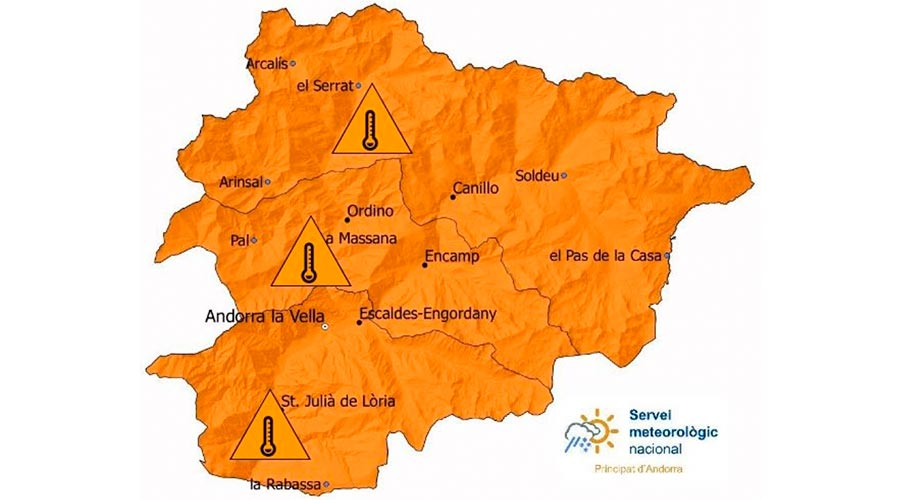 Arcalís
el Serrat
Arinsal
Soldeu
Canillo
Ordino
Pal
a Massana
Encamp
el Pas de la Casa
Andorra la Vella
Escaldes-Engordany
St. Julià de Lòria
la Rabassa
Servei
meteorològic
nacional
Principat d'Andorra